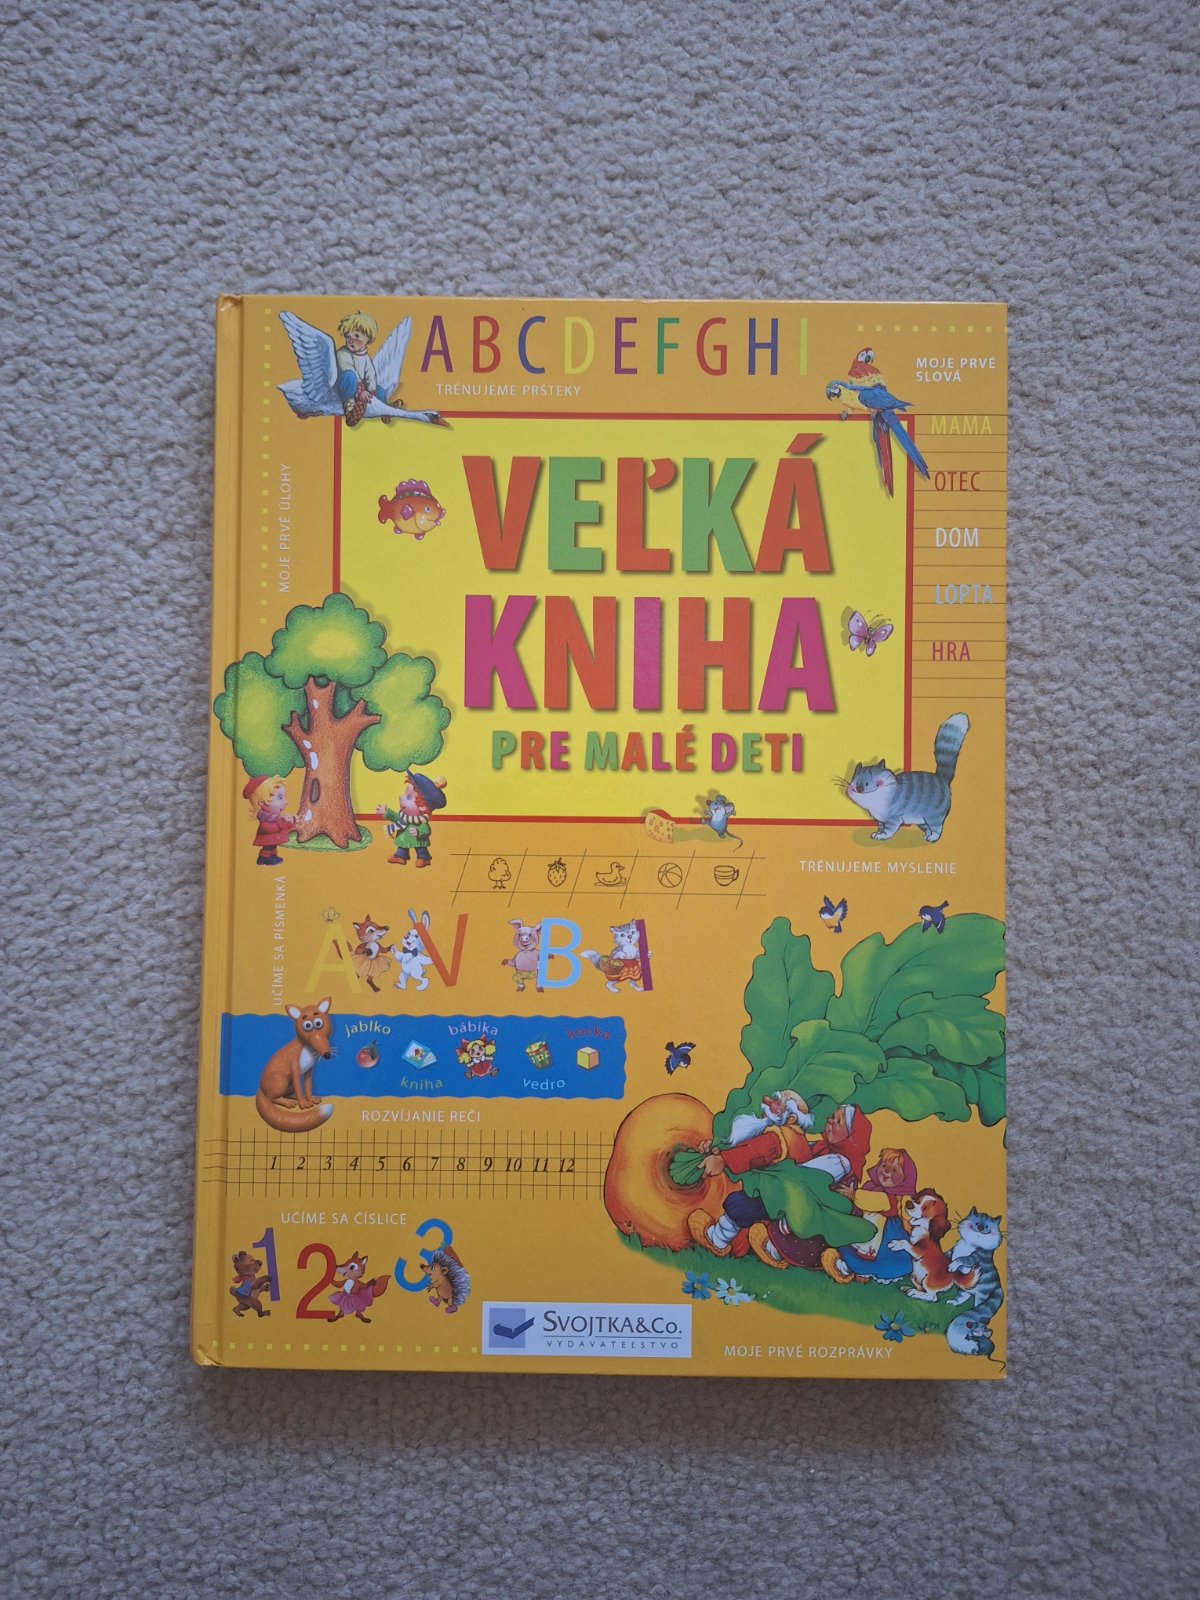 ABCDEFGHI
TRÉNUJEME PRŠTEKY
MOJE PRVÉ
SLOVÁ
MAMA
OTEC
DOM
LOPTA
HRA
MOJE PRVÉ ÚLOHY
VEĽKÁ
KNIHA
PRE MALÉ DETI
TRÉNUJEME MYSLENIE
UČÍME SA PÍSMENKÁ
A V B I
jablko
kniha
bábika
vedro
kocka
ROZVÍJANIE REČI
1 2 3 4 5 6 7 8 9 10 11 12
UČÍME SA ČÍSLICE
1 2 3
SVOJTKA&CO.
VYDAVATEĽSTVO
MOJE PRVÉ ROZPRÁVKY